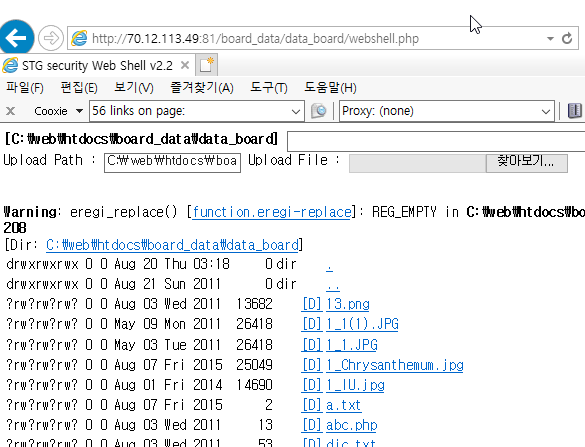 http://70.12.113.49:81/board_data/data_board/webshell.php
STG security Web Shell v2.2
파일(F) 편집(E) 보기(V) 즐겨찾기(A) 도구(T) 도움말(H)
x Cooxie 56 links on page: Proxy: (none)
[C:₩web₩htdocs₩board_data₩data_board]
Upload Path : C:₩web₩htdocs₩boa Upload File : 찾아보기...
Warning: eregi_replace() [function.eregi-replace]: REG_EMPTY in C:₩web₩htdocs₩bo
208
[Dir: C:₩web₩htdocs₩board_data₩data_board]
drwxrwxrwx 0 0 Aug 20 Thu 03:18 0 dir .
drwxrwxrwx 0 0 Aug 21 Sun 2011 0 dir ..
?rw?rw?rw? 0 0 Aug 03 Wed 2011 13682 [D] 13.png
?rw?rw?rw? 0 0 May 09 Mon 2011 26418 [D] 1_1(1).JPG
?rw?rw?rw? 0 0 May 03 Tue 2011 26418 [D] 1_1.JPG
?rw?rw?rw? 0 0 Aug 07 Fri 2015 25049 [D] 1_Chrysanthemum.jpg
?rw?rw?rw? 0 0 Aug 01 Fri 2014 14690 [D] 1_IU.jpg
?rw?rw?rw? 0 0 Aug 07 Fri 2015 2 [D] a.txt
?rw?rw?rw? 0 0 Aug 03 Wed 2011 13 [D] abc.php
?rw?rw?rw? 0 0 Aug 03 Wed 2011 53 [D] dic.txt